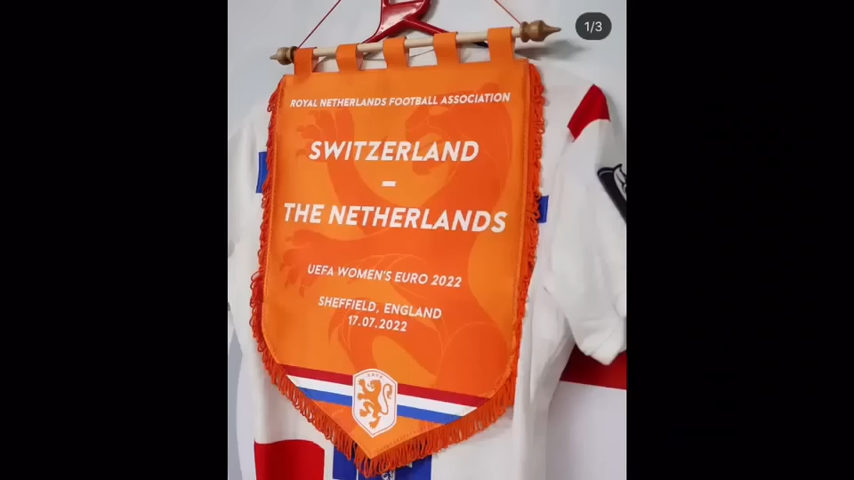 1/3
ROYAL NETHERLANDS FOOTBALL ASSOCIATION
SWITZERLAND
–
THE NETHERLANDS
UEFA WOMEN'S EURO 2022
SHEFFIELD, ENGLAND
17.07.2022